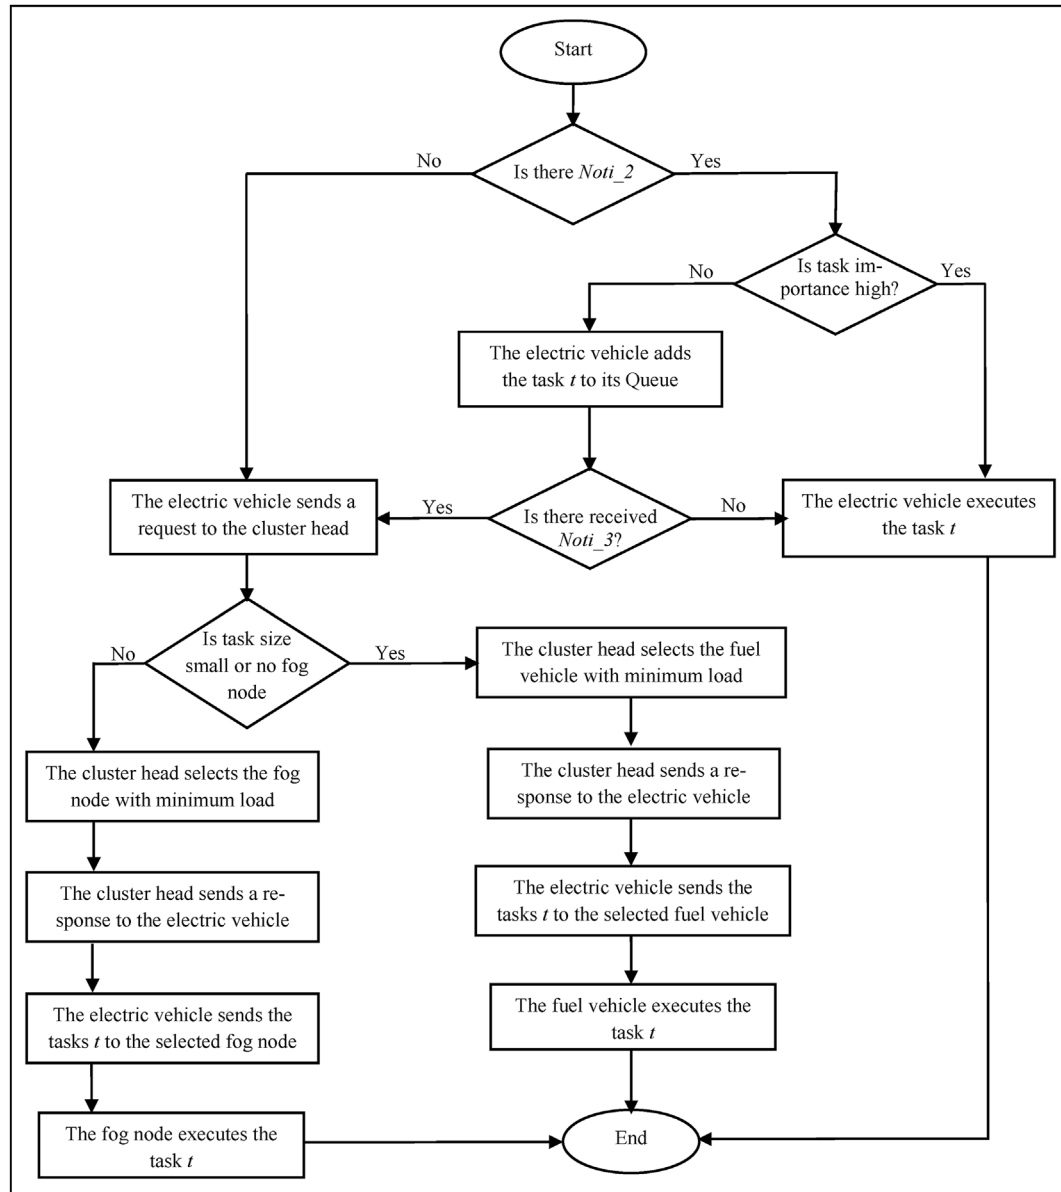 Start
No
Yes
Is there Noti_2
No
Is task im-
portance high?
Yes
The electric vehicle adds
the task t to its Queue
The electric vehicle sends a
request to the cluster head
Yes
Is there received
Noti_3?
No
The electric vehicle executes
the task t
No
Is task size
small or no fog
node
Yes
The cluster head selects the fuel
vehicle with minimum load
The cluster head selects the fog
node with minimum load
The cluster head sends a re-
sponse to the electric vehicle
The cluster head sends a re-
sponse to the electric vehicle
The electric vehicle sends the
tasks t to the selected fuel vehicle
The electric vehicle sends the
tasks t to the selected fog node
The fuel vehicle executes the
task t
The fog node executes the
task t
End